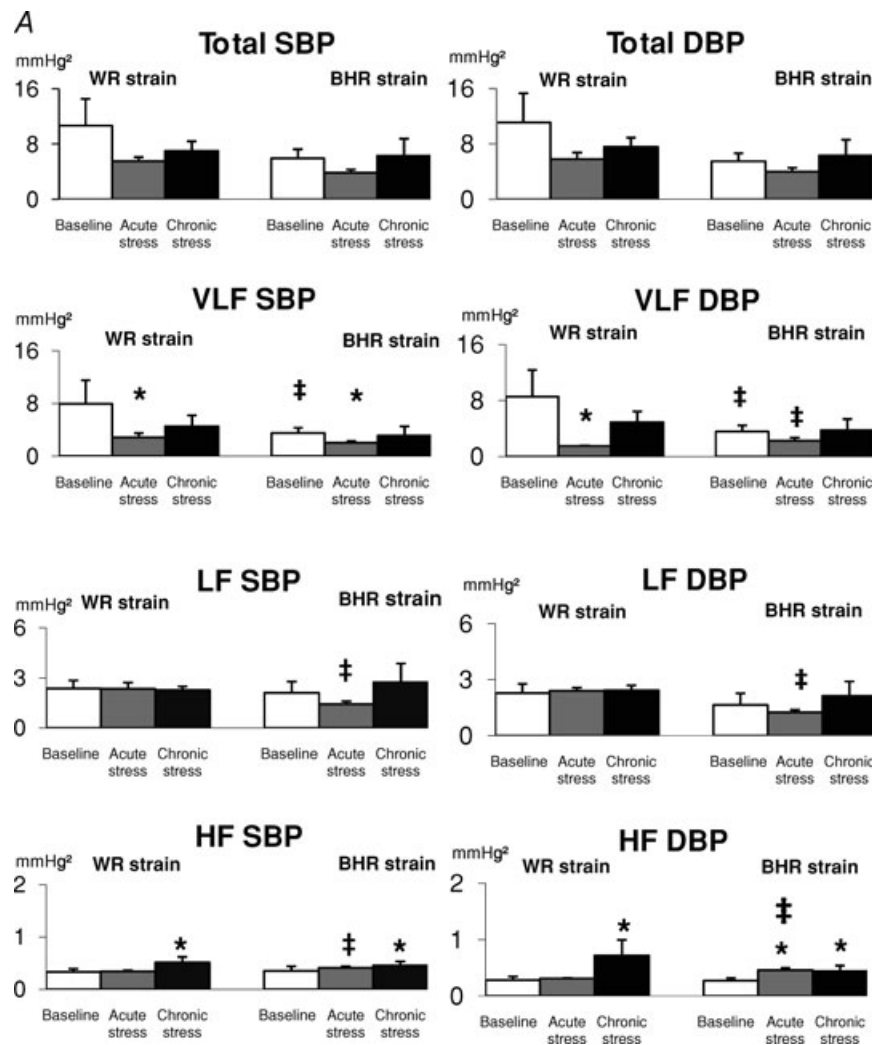 A
Total SBP
mmHg²
WR strain
BHR strain
16
8
0
Baseline Acute stress Chronic stress
Baseline Acute stress Chronic stress
Total DBP
mmHg²
WR strain
BHR strain
16
8
0
Baseline Acute stress Chronic stress
Baseline Acute stress Chronic stress
VLF SBP
mmHg²
WR strain
BHR strain
16
8
0
*
‡
*
Baseline Acute stress Chronic stress
Baseline Acute stress Chronic stress
VLF DBP
mmHg²
WR strain
BHR strain
16
8
0
*
‡
‡
Baseline Acute stress Chronic stress
Baseline Acute stress Chronic stress
LF SBP
mmHg²
WR strain
BHR strain
6
3
0
‡
Baseline Acute stress Chronic stress
Baseline Acute stress Chronic stress
LF DBP
mmHg²
WR strain
BHR strain
6
3
0
‡
Baseline Acute stress Chronic stress
Baseline Acute stress Chronic stress
HF SBP
mmHg²
WR strain
BHR strain
2
1
0
*
‡
*
Baseline Acute stress Chronic stress
Baseline Acute stress Chronic stress
HF DBP
mmHg²
WR strain
BHR strain
2
1
0
*
‡
*
*
Baseline Acute stress Chronic stress
Baseline Acute stress Chronic stress